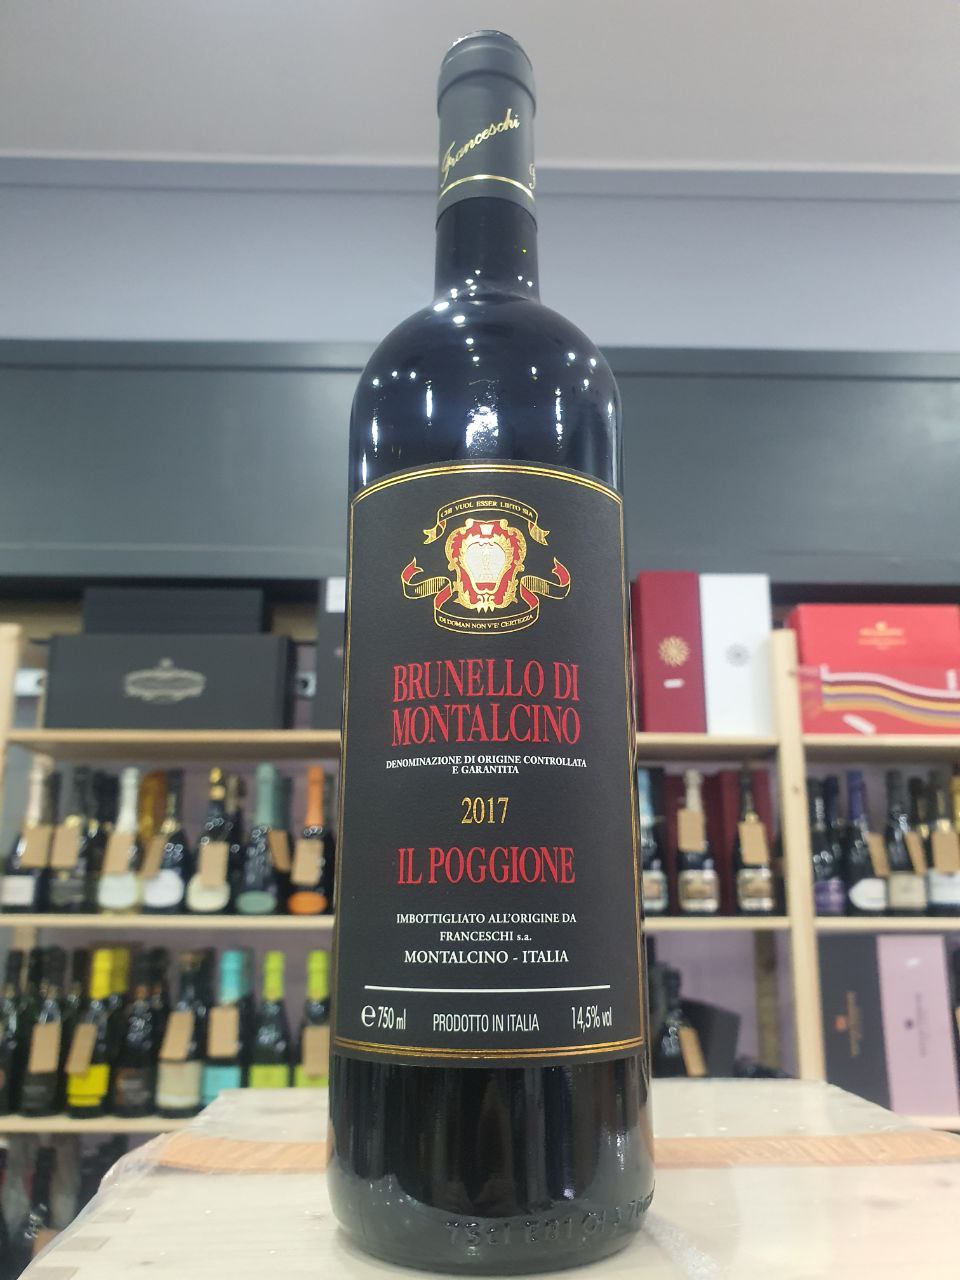 Franceschi
CHI VUOL ESSER LIETO SIA
DI DOMAN NON V'E' CERTEZZA
BRUNELLO DI
MONTALCINO
DENOMINAZIONE DI ORIGINE CONTROLLATA
E GARANTITA
2017
IL POGGIONE
IMBOTTIGLIATO ALL'ORIGINE DA
FRANCESCHI s.a.
MONTALCINO - ITALIA
℮ 750 ml PRODOTTO IN ITALIA 14,5% vol